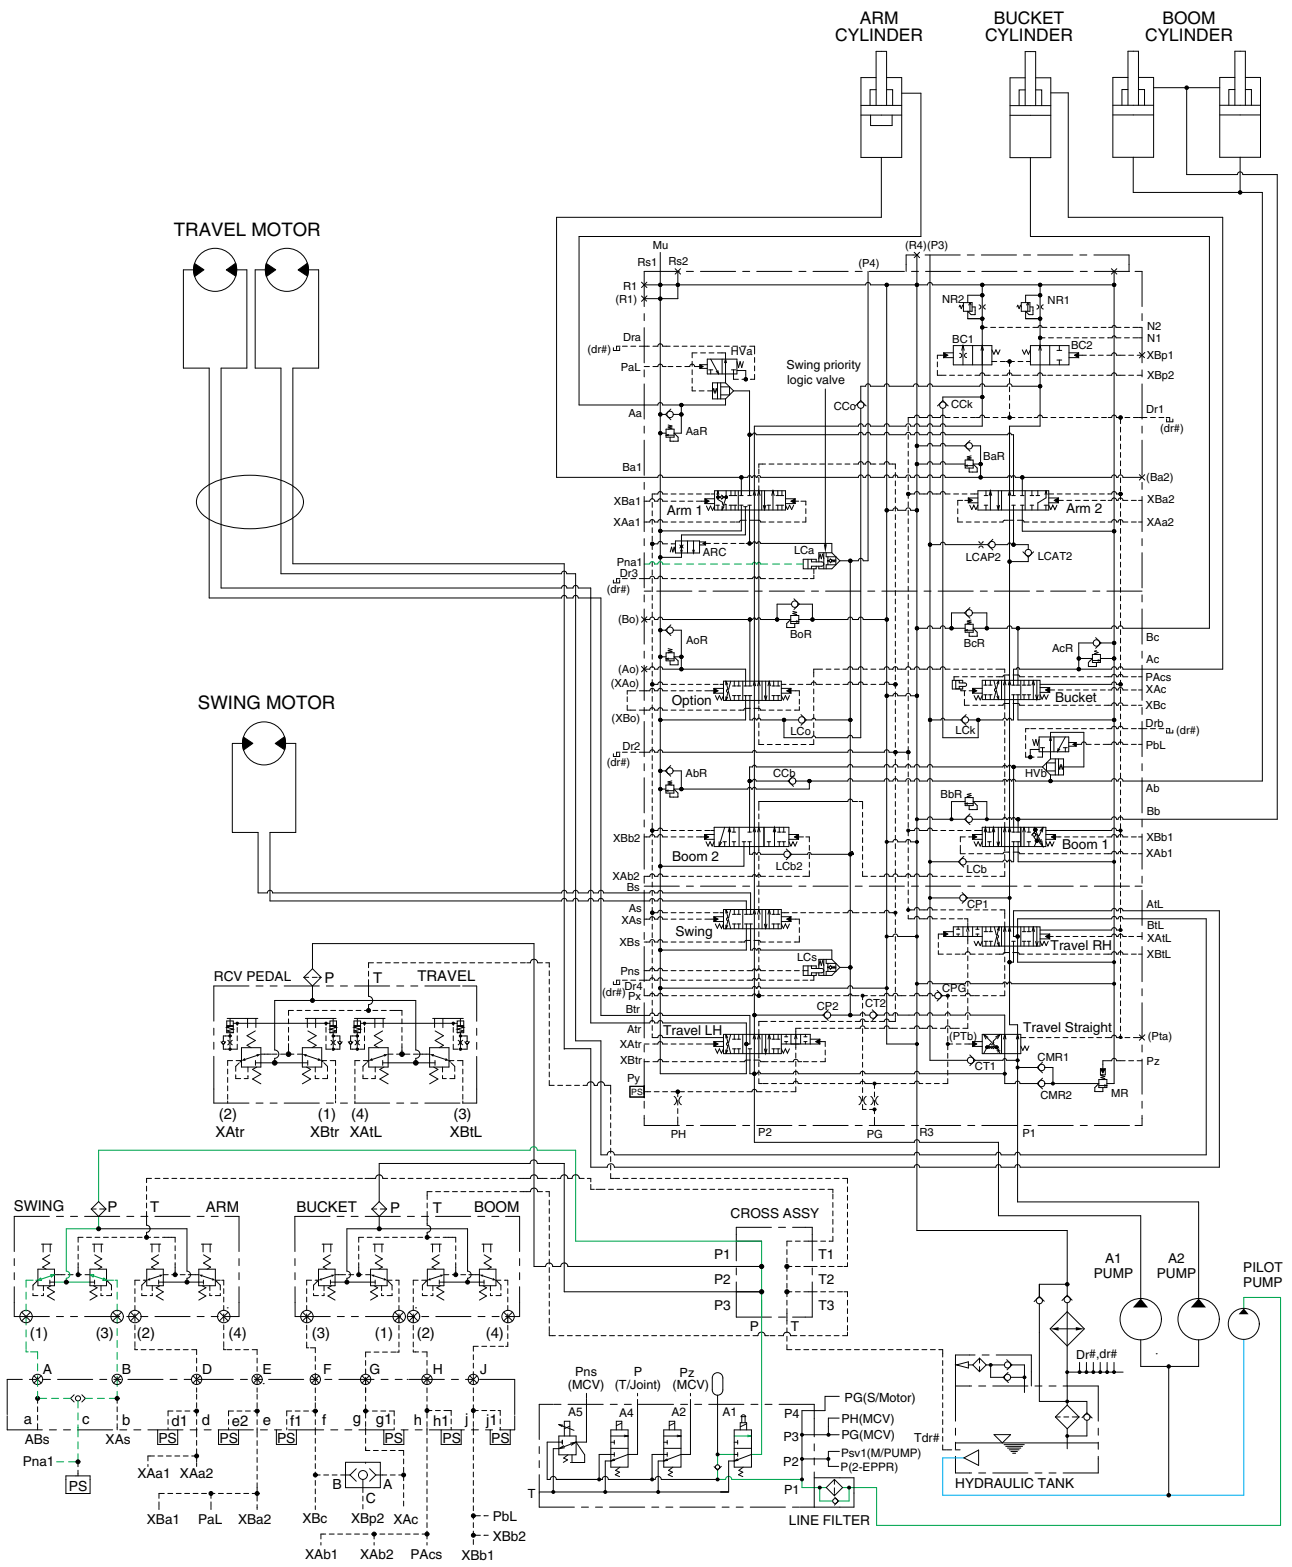 ARM
CYLINDER
BUCKET
CYLINDER
BOOM
CYLINDER
TRAVEL MOTOR
Mu
Rs1
Rs2
(P4)
(R4)(P3)
R1
(R1)
NR2
NR1
N2
N1
Dra
(dr#)
HVa
BC1
BC2
XBp1
PaL
Swing priority
logic valve
XBp2
CCo
CCk
Dr1
(dr#)
Aa
AaR
BaR
Ba1
(Ba2)
XBa1
Arm 1
Arm 2
XBa2
XAa1
XAa2
ARC
LCa
LCAP2
LCAT2
Pna1
Dr3
(dr#)
(Bo)
BoR
BcR
Bc
AoR
AcR
Ac
(Ao)
PAcs
(XAo)
XAc
Option
Bucket
XBc
(XBo)
LCo
LCk
Drb
(dr#)
SWING MOTOR
Dr2
(dr#)
PbL
HVb
AbR
CCb
Ab
BbR
Bb
XBb2
XBb1
Boom 2
Boom 1
XAb1
LCb2
LCb
XAb2
Bs
CP1
AtL
As
XAs
BtL
Swing
Travel RH
XAtL
XBs
XBtL
LCs
Pns
(dr#)
Dr4
Px
CPG
RCV PEDAL
P
T
TRAVEL
Btr
CP2
CT2
Atr
Travel LH
Travel Straight
XAtr
(PTb)
(Pta)
XBtr
CT1
CMR1
Pz
Py
PS
CMR2
MR
(2)
(1)
(4)
(3)
XAtr
XBtr
XAtL
XBtL
PH
P2
PG
R3
P1
SWING
P
T
ARM
BUCKET
P
T
BOOM
CROSS ASSY
P1
T1
P2
T2
P3
T3
P
T
A1
PUMP
A2
PUMP
PILOT
PUMP
(1)
(3)
(2)
(4)
(3)
(1)
(2)
(4)
Dr#,dr#
A
B
D
E
F
G
H
J
Pns
(MCV)
P
(T/Joint)
Pz
(MCV)
PG(S/Motor)
a
c
b
d1
d
e2
e
f1
f
g
g1
h
h1
j
j1
A5
A4
A2
A1
P4
PH(MCV)
PG(MCV)
ABs
XAs
PS
PS
PS
PS
PS
PS
P3
Tdr#
Psv1(M/PUMP)
P(2-EPPR)
P2
Pna1
PS
XAa1
XAa2
B
A
C
T
P1
HYDRAULIC TANK
XBa1
PaL
XBa2
XBc
XBp2
XAc
PbL
LINE FILTER
XBb2
XAb1
XAb2
PAcs
XBb1